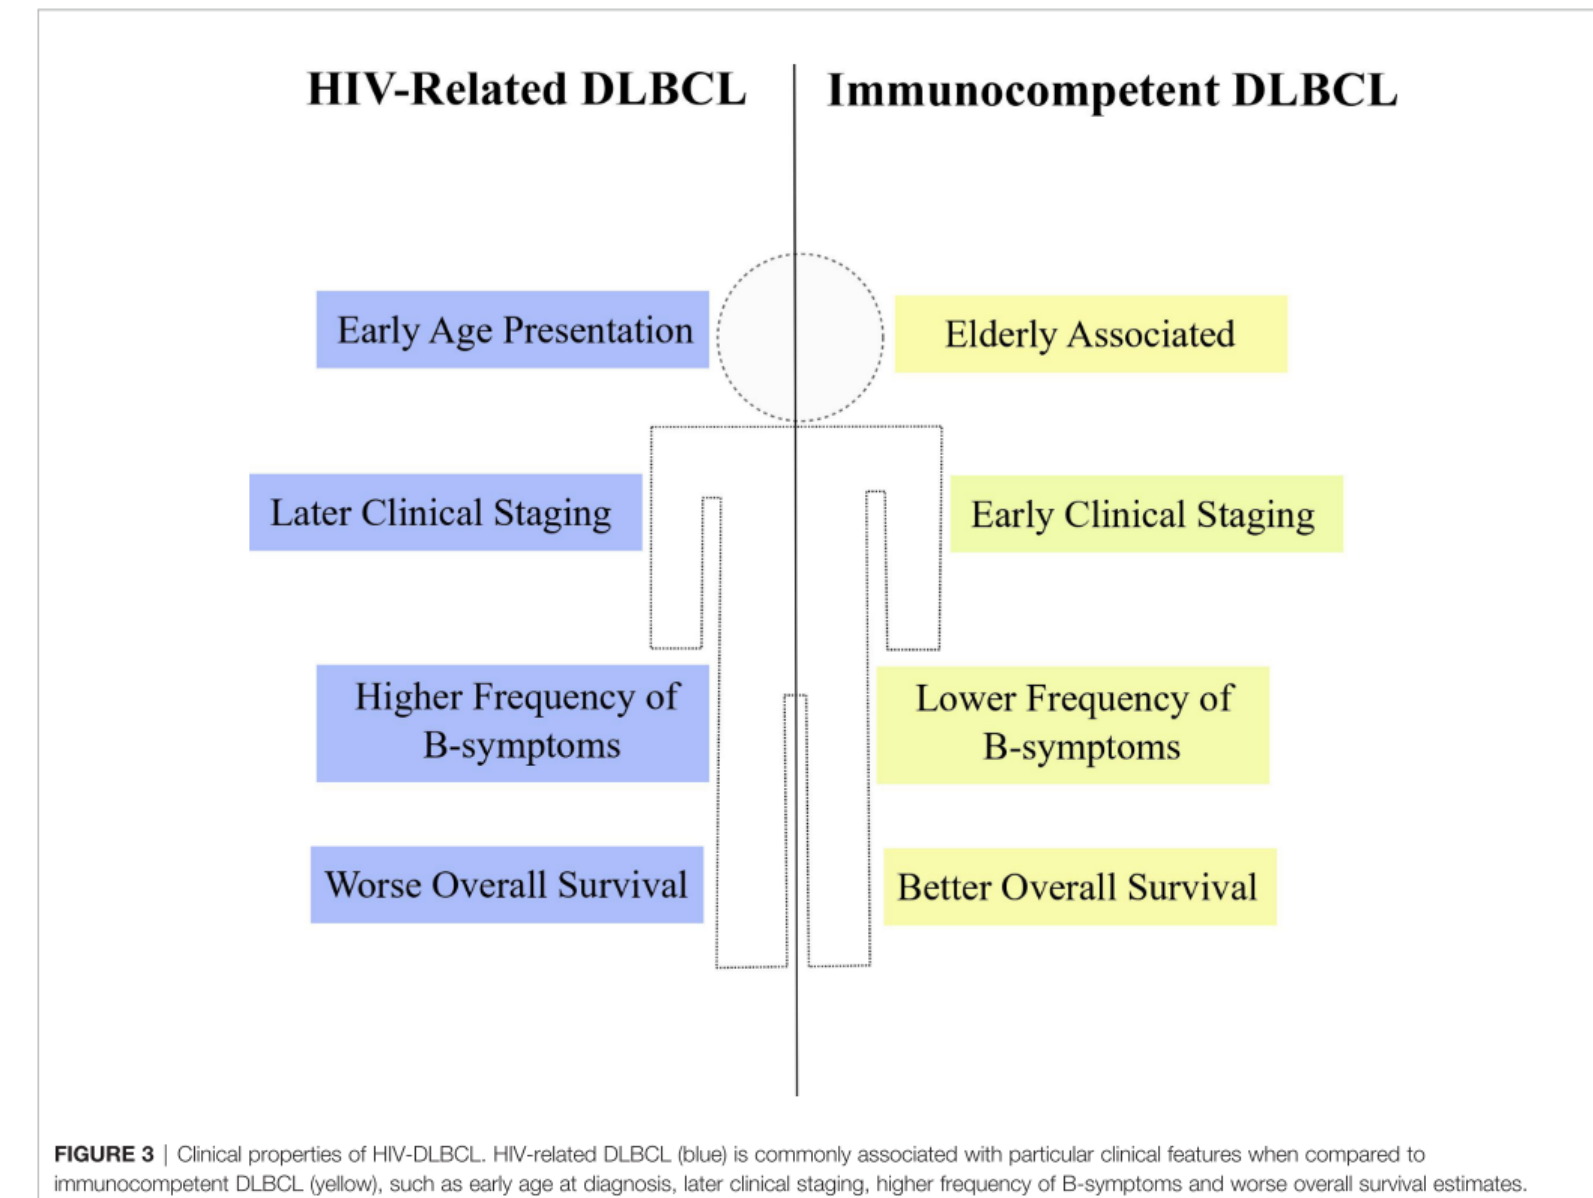 HIV-Related DLBCL
Immunocompetent DLBCL
Early Age Presentation
Elderly Associated
Later Clinical Staging
Early Clinical Staging
Higher Frequency of
B-symptoms
Lower Frequency of
B-symptoms
Worse Overall Survival
Better Overall Survival
FIGURE 3 | Clinical properties of HIV-DLBCL. HIV-related DLBCL (blue) is commonly associated with particular clinical features when compared to
immunocompetent DLBCL (yellow), such as early age at diagnosis, later clinical staging, higher frequency of B-symptoms and worse overall survival estimates.